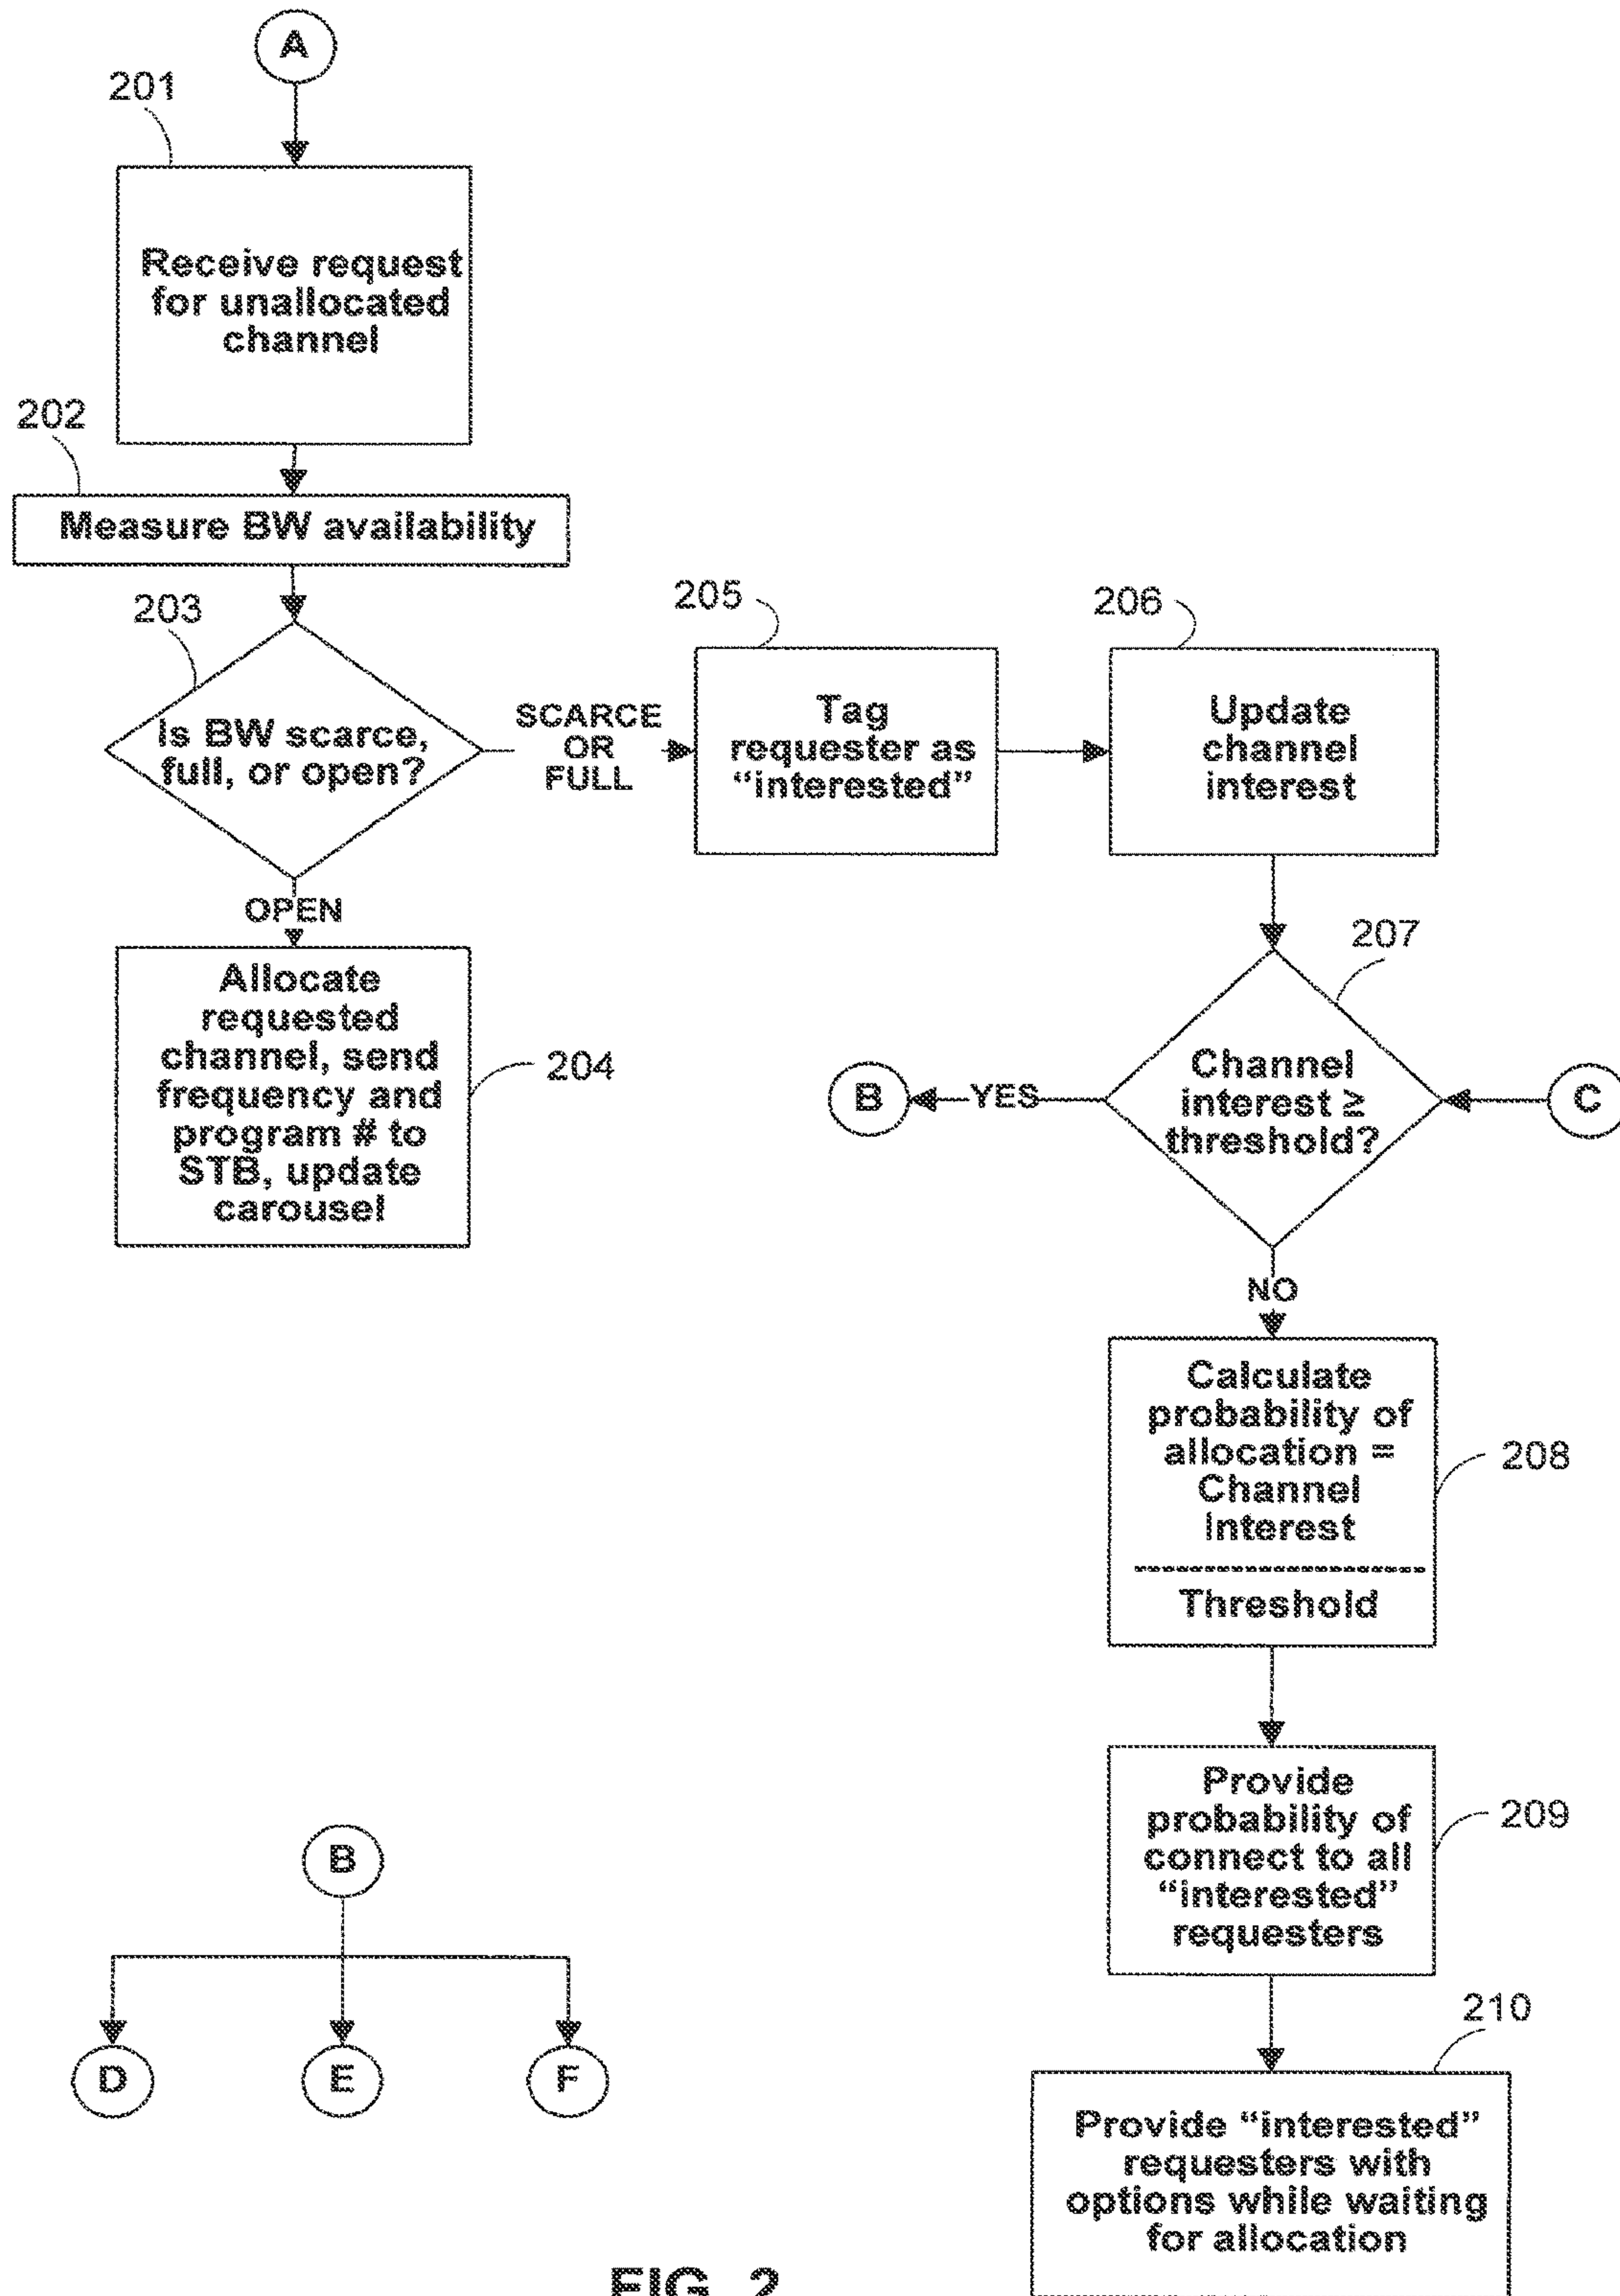 A
201
Receive request
for unallocated
channel
202
Measure BW availability
203
Is BW scarce,
full, or open?
SCARCE
OR
FULL
205
Tag
requester as
“interested”
206
Update
channel
interest
OPEN
Allocate
requested
channel, send
frequency and
program # to
STB, update
carousel
204
207
Channel
interest ≥
threshold?
YES
B
C
NO
Calculate
probability of
allocation =
Channel
Interest
Threshold
208
Provide
probability of
connect to all
“interested”
requesters
209
210
Provide “interested”
requesters with
options while waiting
for allocation
B
D
E
F
FIG. 2